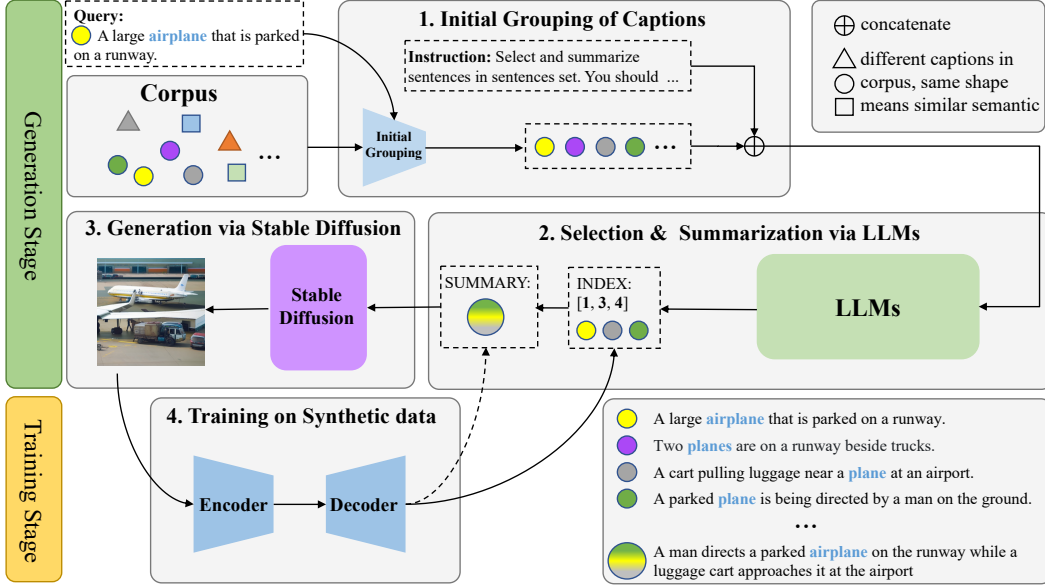 Generation Stage
Training Stage
Query:
A large airplane that is parked
on a runway.
Corpus
...
1. Initial Grouping of Captions
Instruction: Select and summarize
sentences in sentences set. You should ...
Initial
Grouping
...
concatenate
different captions in
corpus, same shape
means similar semantic
3. Generation via Stable Diffusion
Stable
Diffusion
2. Selection & Summarization via LLMs
SUMMARY:
INDEX:
[1, 3, 4]
LLMs
4. Training on Synthetic data
Encoder
Decoder
A large airplane that is parked on a runway.
Two planes are on a runway beside trucks.
A cart pulling luggage near a plane at an airport.
A parked plane is being directed by a man on the ground.
...
A man directs a parked airplane on the runway while a
luggage cart approaches it at the airport